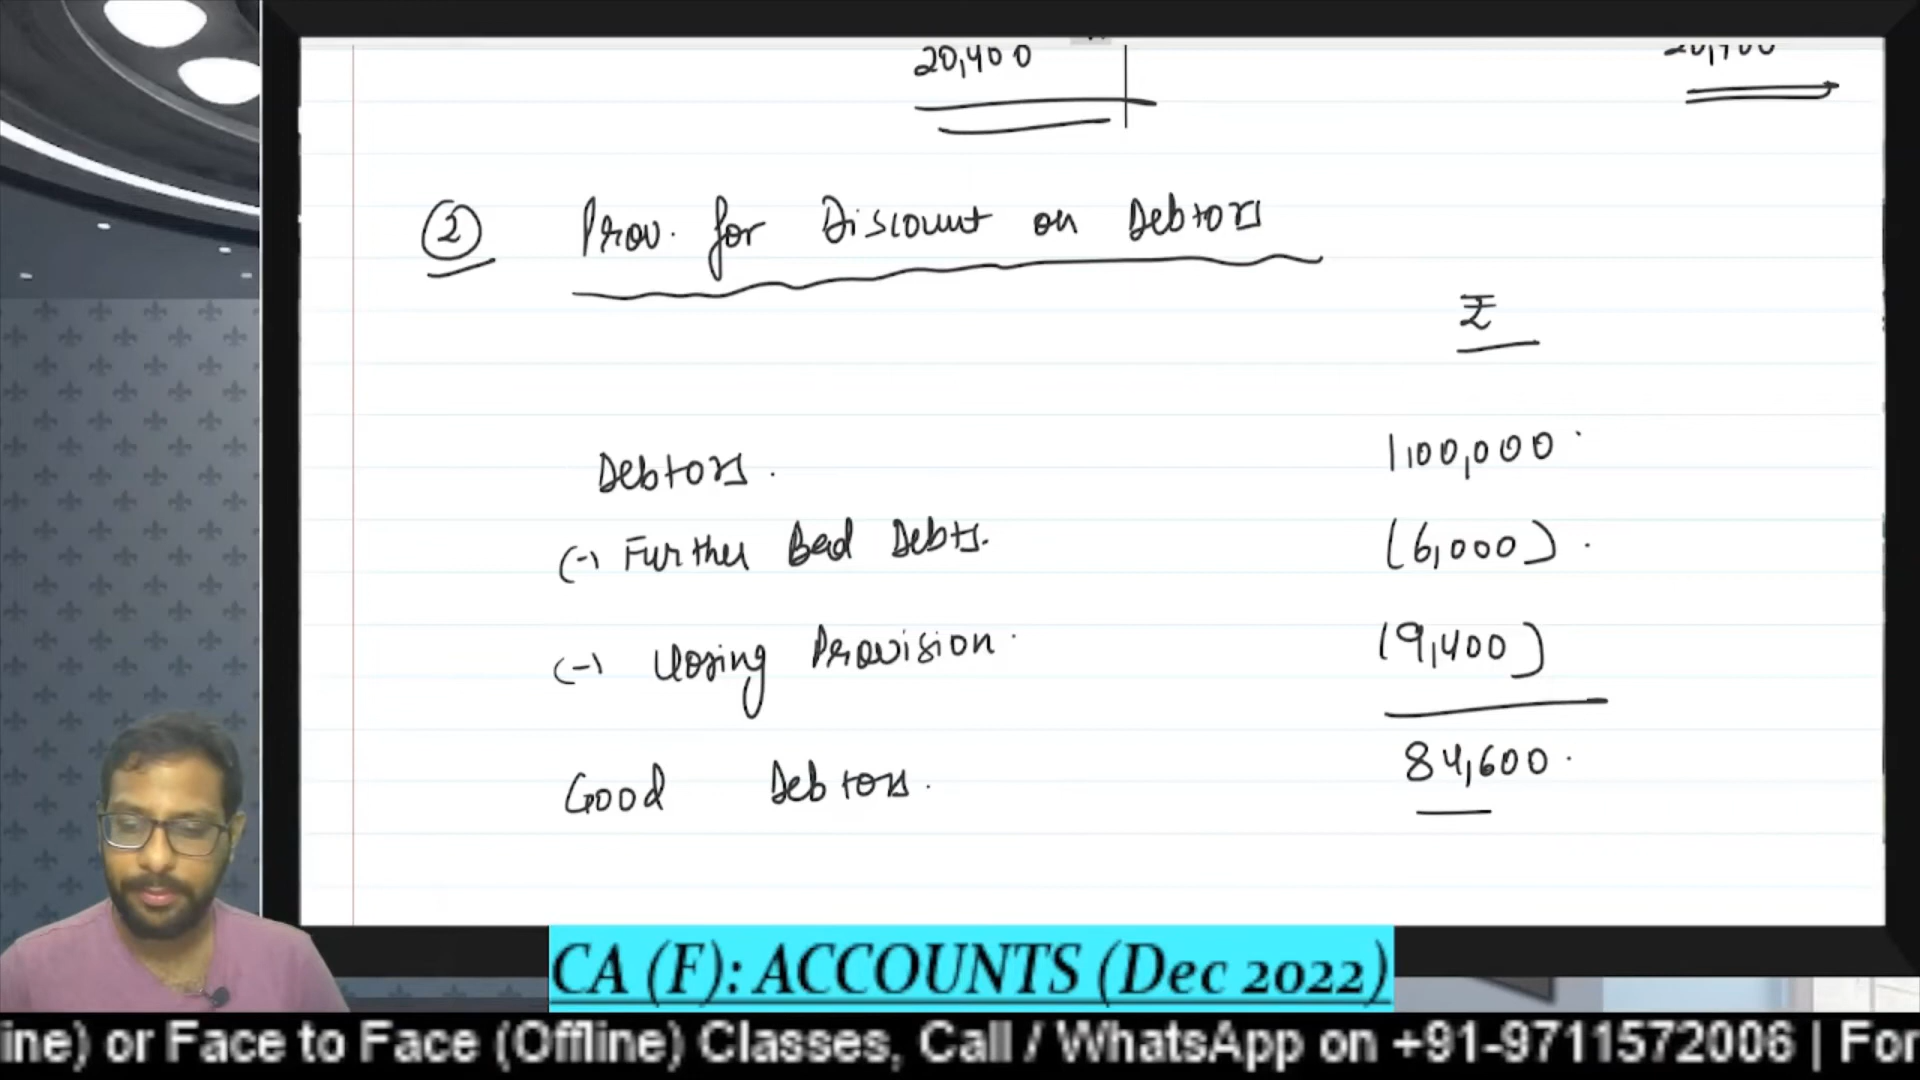 20,400
② Prov. for Discount on Debtors
₹
Debtors. 1,00,000
(-) Further Bad Debts. (6,000)
(-) Closing Provision. (9,400)
Good Debtors. 84,600
CA (F): ACCOUNTS (Dec 2022)
ine) or Face to Face (Offline) Classes, Call / WhatsApp on +91-9711572006 | For